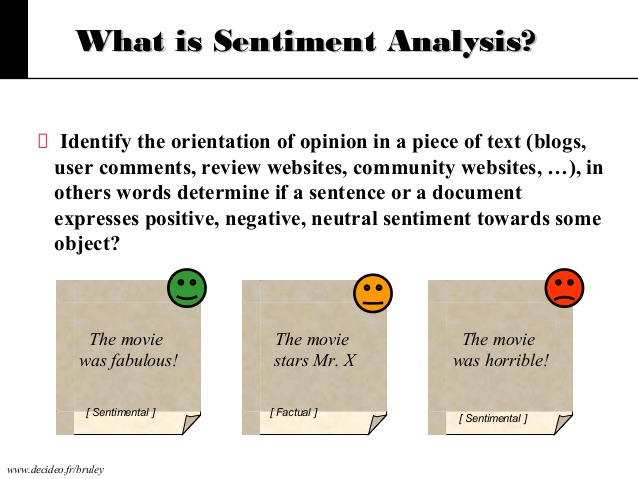 What is Sentiment Analysis?
Identify the orientation of opinion in a piece of text (blogs,
user comments, review websites, community websites, …), in
others words determine if a sentence or a document
expresses positive, negative, neutral sentiment towards some
object?
The movie
was fabulous!
[ Sentimental ]
The movie
stars Mr. X
[ Factual ]
The movie
was horrible!
[ Sentimental ]
www.decideo.fr/bruley